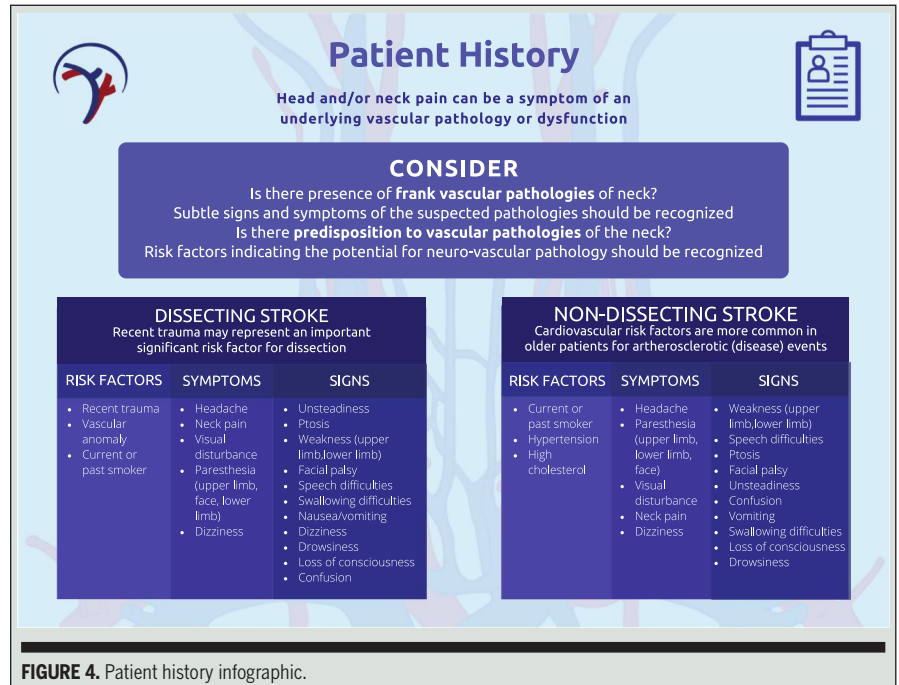 Patient History
Head and/or neck pain can be a symptom of an
underlying vascular pathology or dysfunction
CONSIDER
Is there presence of frank vascular pathologies of neck?
Subtle signs and symptoms of the suspected pathologies should be recognized
Is there predisposition to vascular pathologies of the neck?
Risk factors indicating the potential for neuro-vascular pathology should be recognized
DISSECTING STROKE
Recent trauma may represent an important
significant risk factor for dissection
RISK FACTORS
• Recent trauma
• Vascular
anomaly
• Current or
past smoker
SYMPTOMS
• Headache
• Neck pain
• Visual
disturbance
• Paresthesia
(upper limb,
face, lower
limb)
• Dizziness
SIGNS
• Unsteadiness
• Ptosis
• Weakness (upper
limb,lower limb)
• Facial palsy
• Speech difficulties
• Swallowing difficulties
• Nausea/vomiting
• Dizziness
• Drowsiness
• Loss of consciousness
• Confusion
NON-DISSECTING STROKE
Cardiovascular risk factors are more common in
older patients for artherosclerotic (disease) events
RISK FACTORS
• Current or
past smoker
• Hypertension
• High
cholesterol
SYMPTOMS
• Headache
• Paresthesia
(upper limb,
lower limb,
face)
• Visual
disturbance
• Neck pain
• Dizziness
SIGNS
• Weakness (upper
limb,lower limb)
• Speech difficulties
• Ptosis
• Facial palsy
• Unsteadiness
• Confusion
• Vomiting
• Swallowing difficulties
• Loss of consciousness
• Drowsiness
FIGURE 4. Patient history infographic.